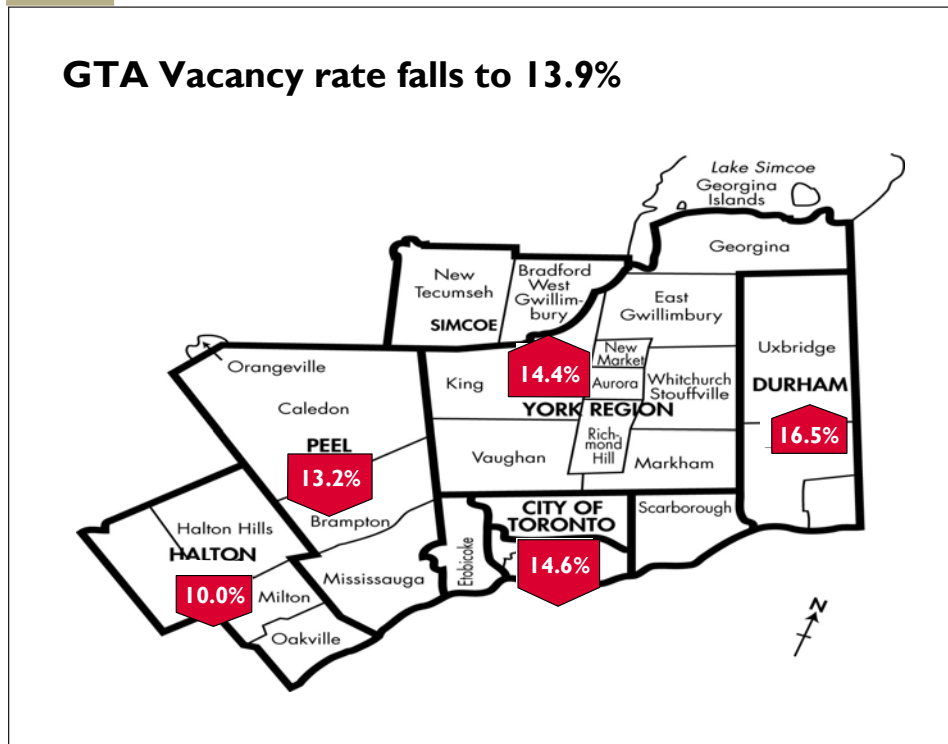 GTA Vacancy rate falls to 13.9%
Lake Simcoe
Georgina
Islands
Georgina
New
Tecumseh
SIMCOE
Bradford
West
Gwillim-
bury
East
Gwillimbury
Uxbridge
DURHAM
16.5%
Orangeville
Caledon
PEEL
13.2%
Brampton
King
14.4%
New
Market
Aurora
Whitchurch
Stouffville
YORK REGION
Vaughan
Rich-
mond
Hill
Markham
CITY OF
TORONTO
14.6%
Scarborough
Etobicoke
Halton Hills
HALTON
10.0%
Milton
Mississauga
Oakville
N